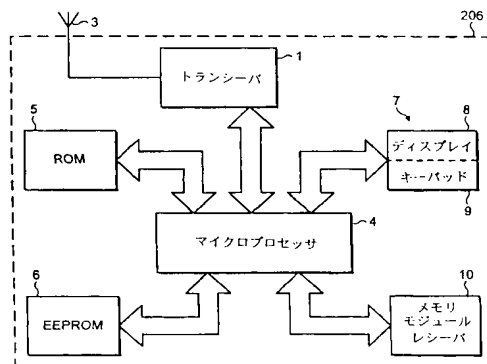 3
206
1
トランシーバ
5
ROM
7
8
ディスプレイ
キーパッド
9
4
マイクロプロセッサ
6
EEPROM
10
メモリ
モジュール
レシーバ